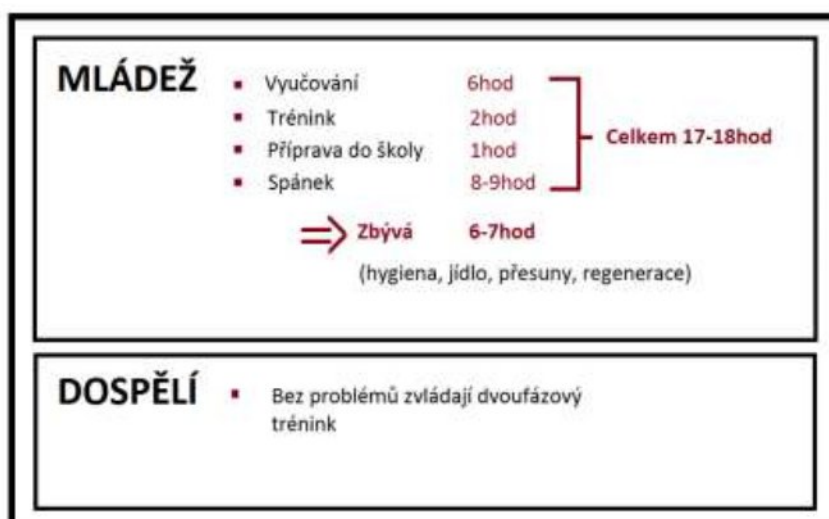 MLÁDEŽ
▪ Vyučování 6hod
▪ Trénink 2hod
▪ Příprava do školy 1hod
▪ Spánek 8-9hod
Celkem 17-18hod
⇒ Zbývá 6-7hod
(hygiena, jídlo, přesuny, regenerace)
DOSPĚLÍ
▪ Bez problémů zvládají dvoufázový
trénink